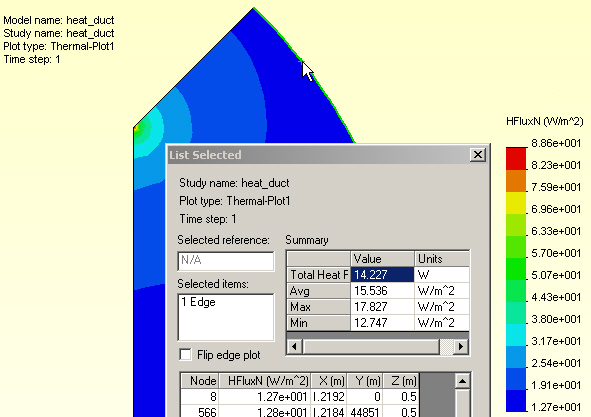 Model name: heat_duct
Study name: heat_duct
Plot type: Thermal-Plot1
Time step: 1
HFluxN (W/m^2)
8.86e+001
8.23e+001
7.59e+001
6.96e+001
6.33e+001
5.70e+001
5.07e+001
4.43e+001
3.80e+001
3.17e+001
2.54e+001
1.91e+001
1.27e+001
List Selected
Study name: heat_duct
Plot type: Thermal-Plot1
Time step: 1
Selected reference:
N/A
Selected items:
1 Edge
Flip edge plot
Summary
Value Units
Total Heat F 14.227 W
Avg 15.536 W/m^2
Max 17.827 W/m^2
Min 12.747 W/m^2
Node HFluxN (W/m^2) X (m) Y (m) Z (m)
8 1.27e+001 1.2192 0 0.5
566 1.28e+001 1.2184 44851 0.5